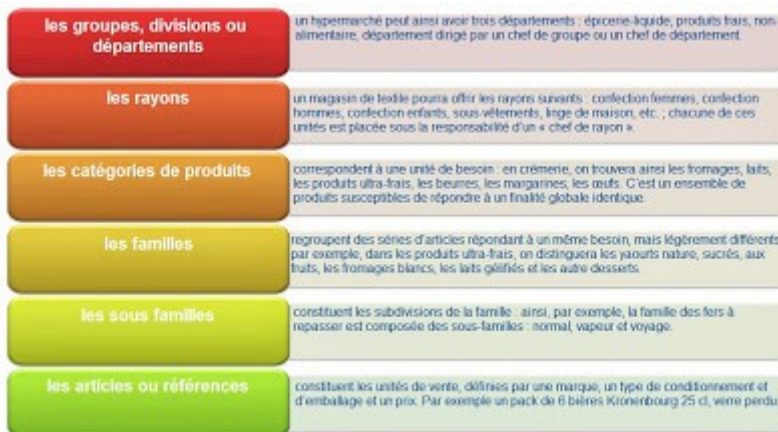 les groupes, divisions ou
départements
un hypermarché peut ainsi avoir trois départements : épicerie-liquide, produits frais, non-
alimentaire, département dirigé par un chef de groupe ou un chef de département.
les rayons
un magasin de textile pourra offrir les rayons suivants : confection femmes, confection
hommes, confection enfants, sous-vêtements, linge de maison, etc. ; chacune de ces
unités est placée sous la responsabilité d'un « chef de rayon ».
les catégories de produits
correspondent à une unité de besoin : en crémerie, on trouvera ainsi les fromages, laits,
les produits ultra-frais, les beurres, les margarines, les œufs. C'est un ensemble de
produits susceptibles de répondre à un finalité globale identique.
les familles
regroupent des séries d'articles répondant à un même besoin, mais légèrement différents
par exemple, dans les produits ultra-frais, on distinguera les yaourts nature, sucrés, aux
fruits, les fromages blancs, les laits gélifiés et les autre desserts.
les sous familles
constituent les subdivisions de la famille : ainsi, par exemple, la famille des fers à
repasser est composée des sous-familles : normal, vapeur et voyage.
les articles ou références
constituent les unités de vente, définies par une marque, un type de conditionnement et
d'emballage et un prix. Par exemple un pack de 6 bières Kronenbourg 25 cl, verre perdu